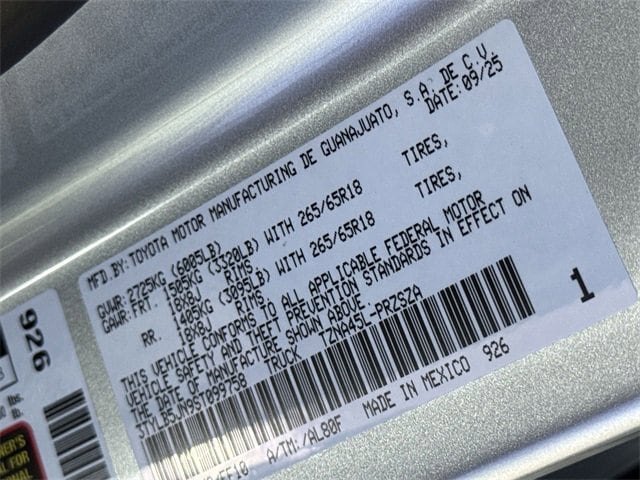 MFD.BY:TOYOTA MOTOR MANUFACTURING DE GUANAJUATO, S.A. DE C.V.
DATE:09/25
GVWR: 2725KG (6005LB)
GAWR: FRT 1505KG (3320LB) WITH 265/65R18 TIRES,
18X8J RIMS
RR. 1405KG (3095LB) WITH 265/65R18 TIRES,
18X8J RIMS
THIS VEHICLE CONFORMS TO ALL APPLICABLE FEDERAL MOTOR
VEHICLE SAFETY AND THEFT PREVENTION STANDARDS IN EFFECT ON
THE DATE OF MANUFACTURE SHOWN ABOVE.
3TYLB5JN9ST099758 TRUCK TZNA45L-PRZSZA
1
A/TM: /AL80F MADE IN MEXICO 926
926
lbs.
lb.